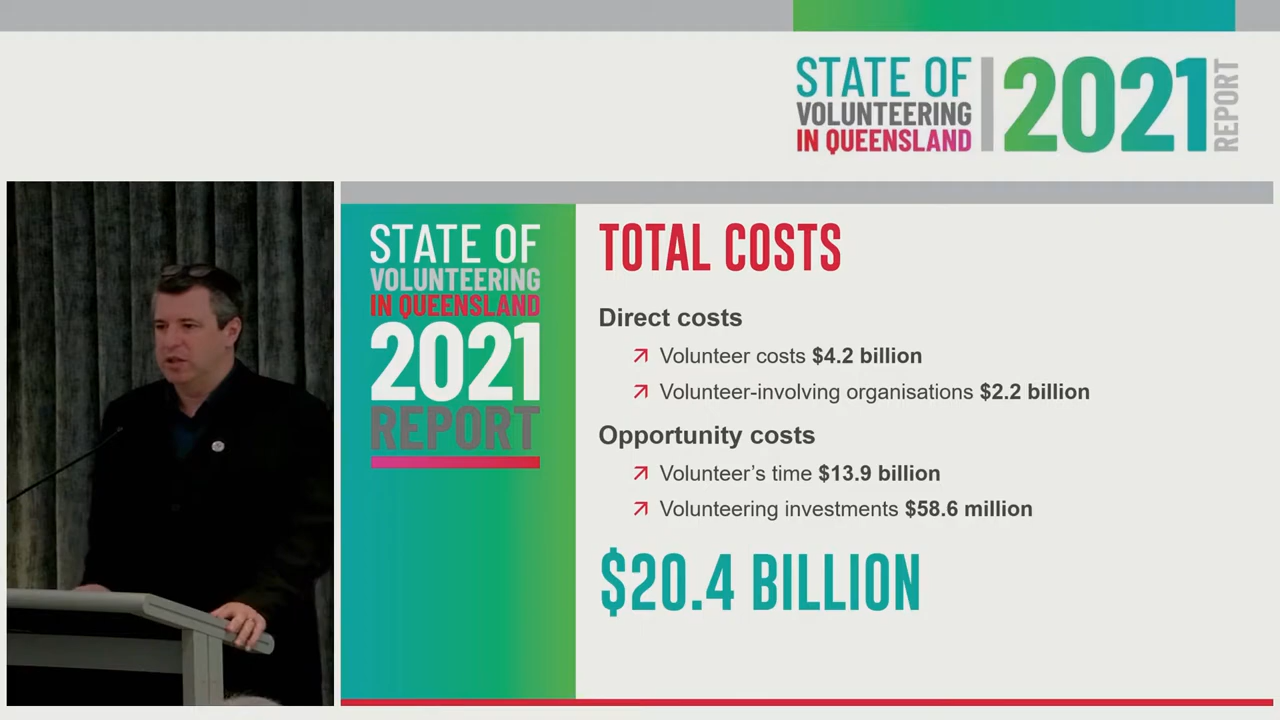 STATE OF
VOLUNTEERING
IN QUEENSLAND
2021
REPORT
STATE OF
VOLUNTEERING
IN QUEENSLAND
2021
REPORT
TOTAL COSTS
Direct costs
Volunteer costs $4.2 billion
Volunteer-involving organisations $2.2 billion
Opportunity costs
Volunteer’s time $13.9 billion
Volunteering investments $58.6 million
$20.4 BILLION